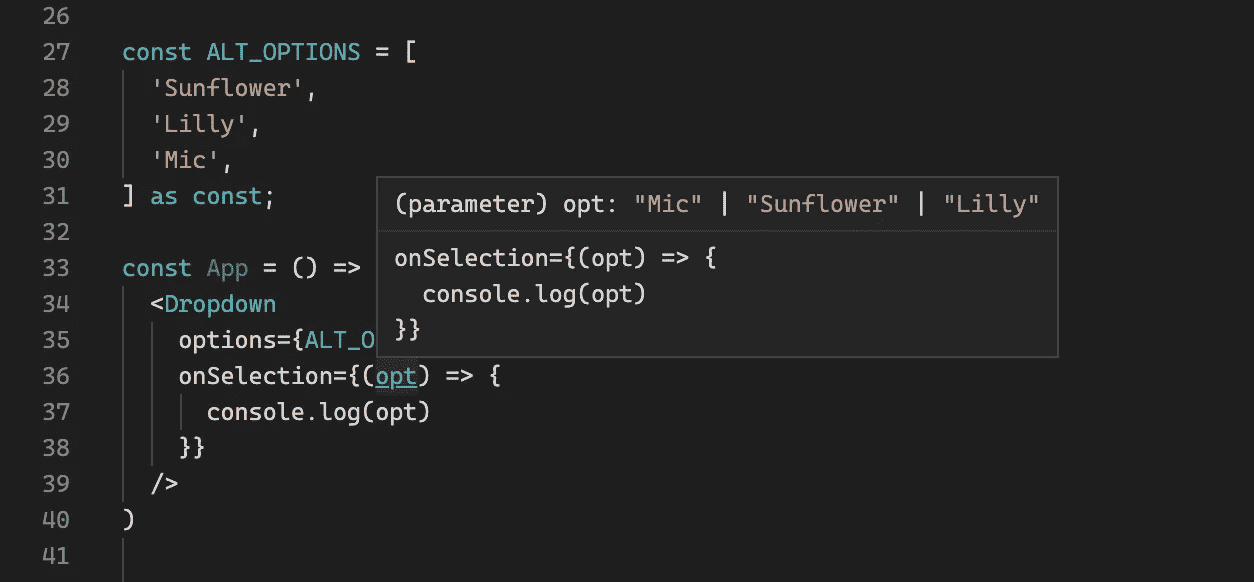 26
27 const ALT_OPTIONS = [
28 'Sunflower',
29 'Lilly',
30 'Mic',
31 ] as const;
(parameter) opt: "Mic" | "Sunflower" | "Lilly"
32
onSelection={(opt) => {
33 const App = () =>
console.log(opt)
34 <Dropdown
}}
35 options={ALT_O
36 onSelection={(opt) => {
37 console.log(opt)
38 }}
39 />
40 )
41